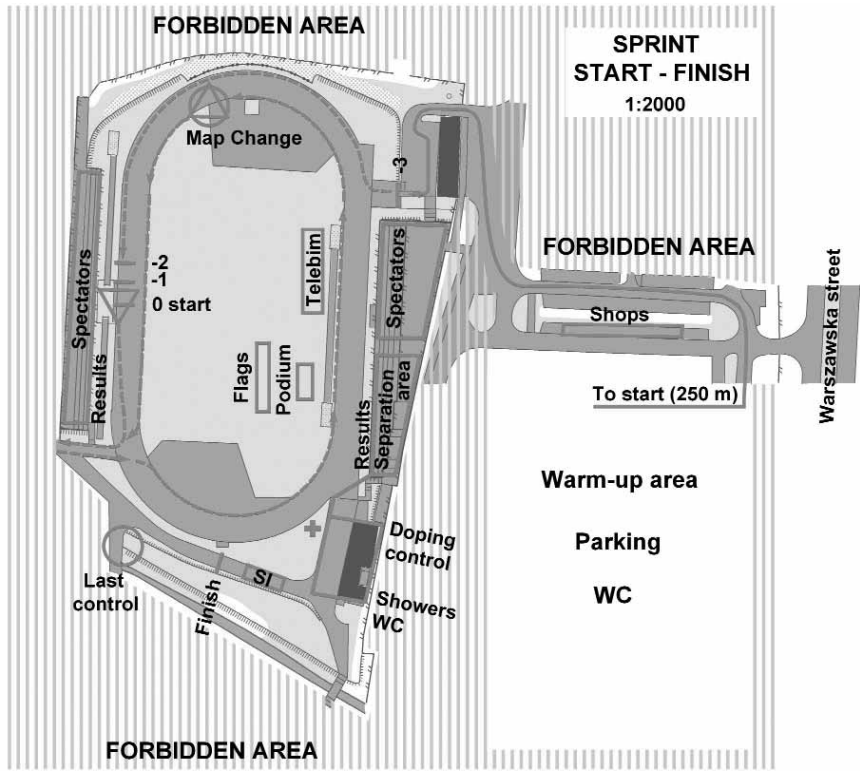 FORBIDDEN AREA
SPRINT
START - FINISH
1:2000
Map Change
-3
FORBIDDEN AREA
Spectators
-2
-1
0 start
Telebim
Spectators
Shops
Warszawska street
Results
Flags
Podium
Results
Separation
area
To start (250 m)
Warm-up area
Doping
control
Parking
Last
control
SI
Finish
Showers
WC
WC
FORBIDDEN AREA